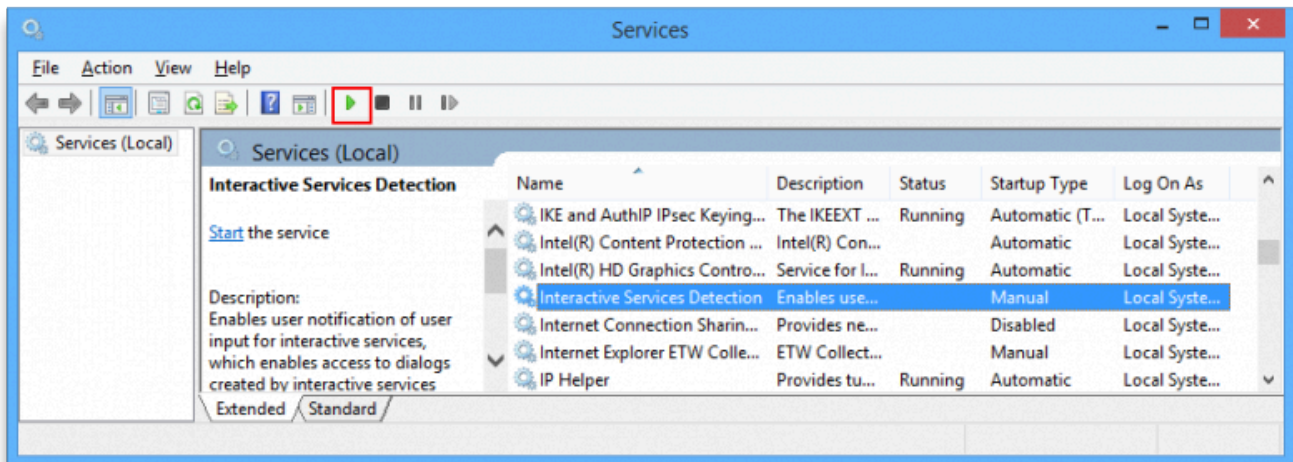 Services
File Action View Help
Services (Local)
Services (Local)
Interactive Services Detection
Start the service
Description:
Enables user notification of user
input for interactive services,
which enables access to dialogs
created by interactive services
Name Description Status Startup Type Log On As
IKE and AuthIP IPsec Keying... The IKEEXT ... Running Automatic (T... Local Syste...
Intel(R) Content Protection ... Intel(R) Con... Automatic Local Syste...
Intel(R) HD Graphics Contro... Service for I... Running Automatic Local Syste...
Interactive Services Detection Enables use... Manual Local Syste...
Internet Connection Sharin... Provides ne... Disabled Local Syste...
Internet Explorer ETW Colle... ETW Collect... Manual Local Syste...
IP Helper Provides tu... Running Automatic Local Syste...
Extended Standard